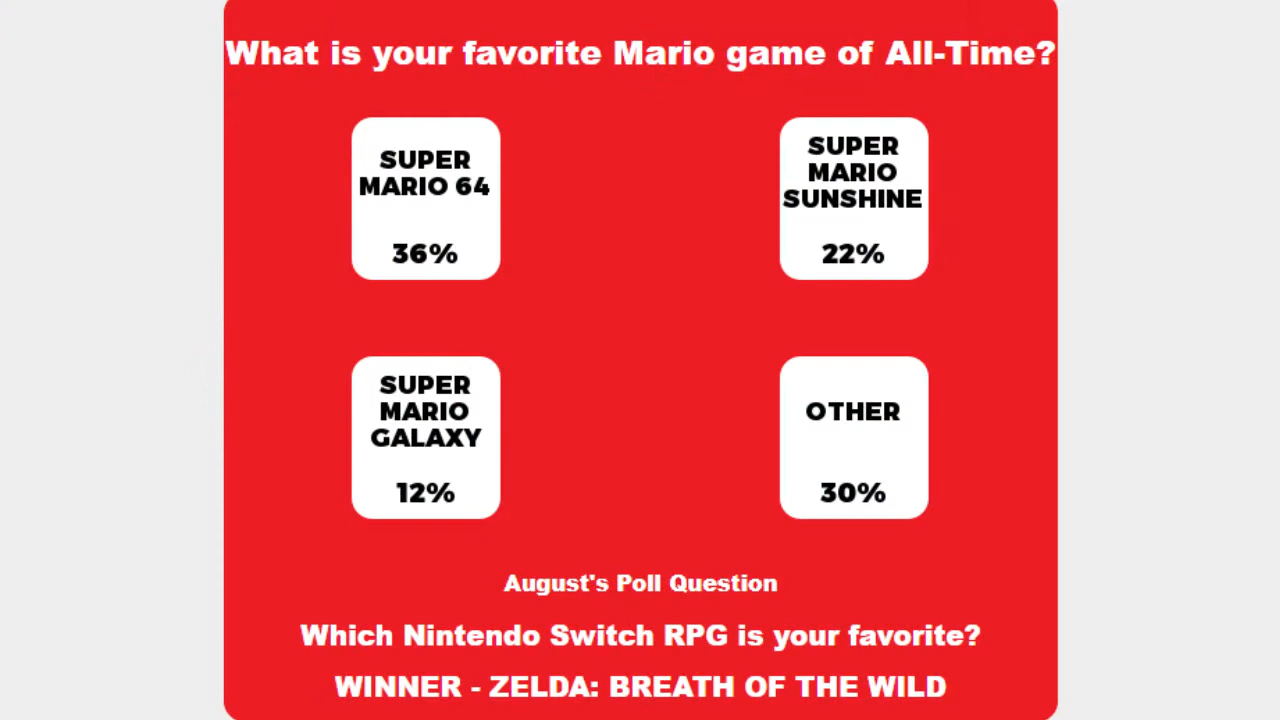 What is your favorite Mario game of All-Time?
SUPER
MARIO 64
36%
SUPER
MARIO
SUNSHINE
22%
SUPER
MARIO
GALAXY
12%
OTHER
30%
August's Poll Question
Which Nintendo Switch RPG is your favorite?
WINNER - ZELDA: BREATH OF THE WILD